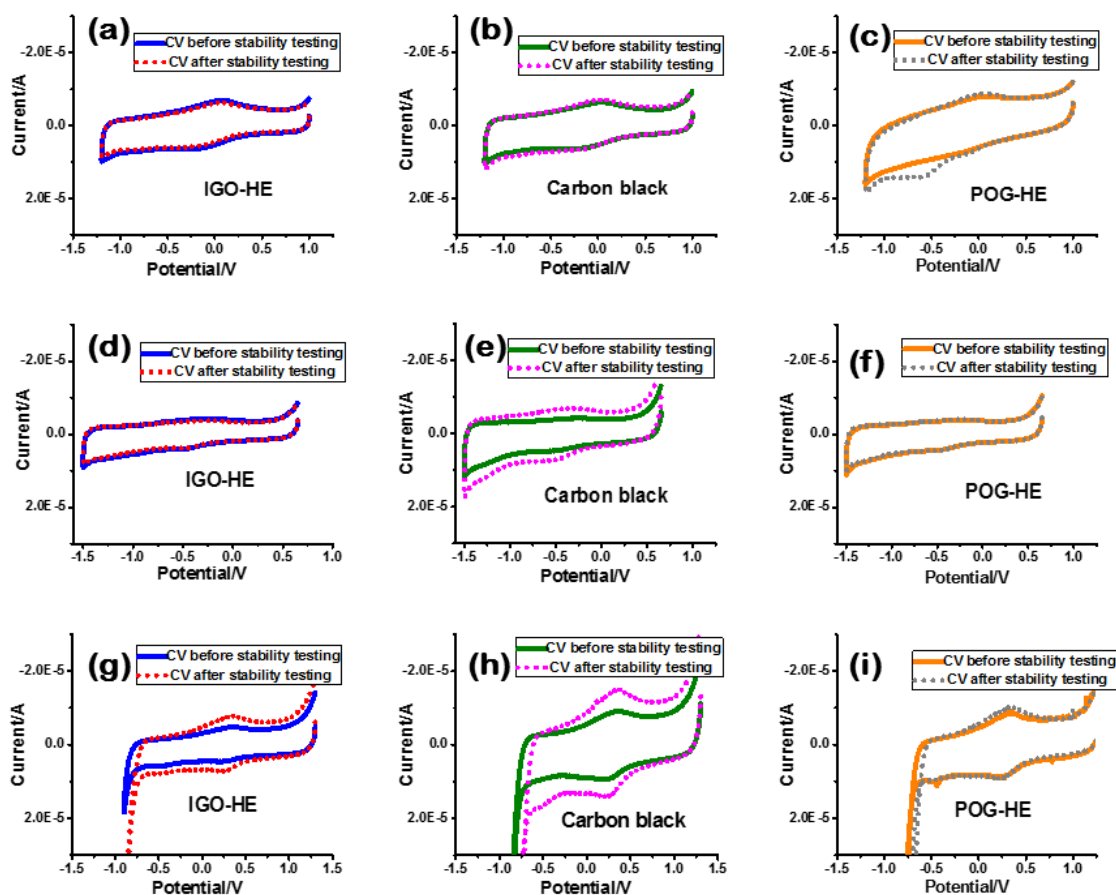 (a)
CV before stability testing
CV after stability testing
-2.0E-5
0.0
2.0E-5
Current/A
IGO-HE
-1.5 -1.0 -0.5 0.0 0.5 1.0
Potential/V
(b)
CV before stability testing
CV after stability testing
-2.0E-5
0.0
2.0E-5
Current/A
Carbon black
-1.5 -1.0 -0.5 0.0 0.5 1.0
Potential/V
(c)
CV before stability testing
CV after stability testing
-2.0E-5
0.0
2.0E-5
Current/A
POG-HE
-1.5 -1.0 -0.5 0.0 0.5 1.0
Potential/V
(d)
CV before stability testing
CV after stability testing
-2.0E-5
0.0
2.0E-5
Current/A
IGO-HE
-1.5 -1.0 -0.5 0.0 0.5 1.0
Potential/V
(e)
CV before stability testing
CV after stability testing
-2.0E-5
0.0
2.0E-5
Current/A
Carbon black
-1.5 -1.0 -0.5 0.0 0.5 1.0
Potential/V
(f)
CV before stability testing
CV after stability testing
-2.0E-5
0.0
2.0E-5
Current/A
POG-HE
-1.5 -1.0 -0.5 0.0 0.5 1.0
Potential/V
(g)
CV before stability testing
CV after stability testing
-2.0E-5
0.0
2.0E-5
Current/A
IGO-HE
-1.5 -1.0 -0.5 0.0 0.5 1.0 1.5
Potential/V
(h)
CV before stability testing
CV after stability testing
-2.0E-5
0.0
2.0E-5
Current/A
Carbon black
-1.5 -1.0 -0.5 0.0 0.5 1.0 1.5
Potential/V
(i)
CV before stability testing
CV after stability testing
-2.0E-5
0.0
2.0E-5
Current/A
POG-HE
-1.5 -1.0 -0.5 0.0 0.5 1.0
Potential/V